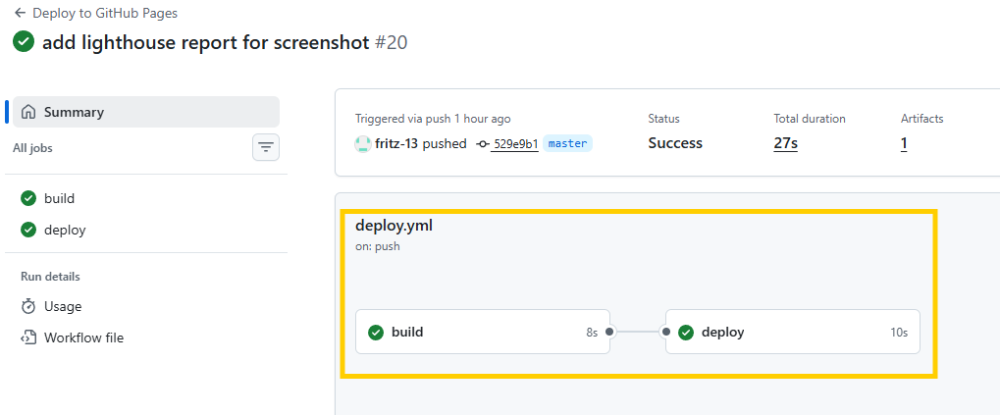 Deploy to GitHub Pages
add lighthouse report for screenshot #20
Summary
All jobs
build
deploy
Run details
Usage
Workflow file
Triggered via push 1 hour ago
fritz-13 pushed 529e9b1 master
Status
Success
Total duration
27s
Artifacts
1
deploy.yml
on: push
build 8s
deploy 10s